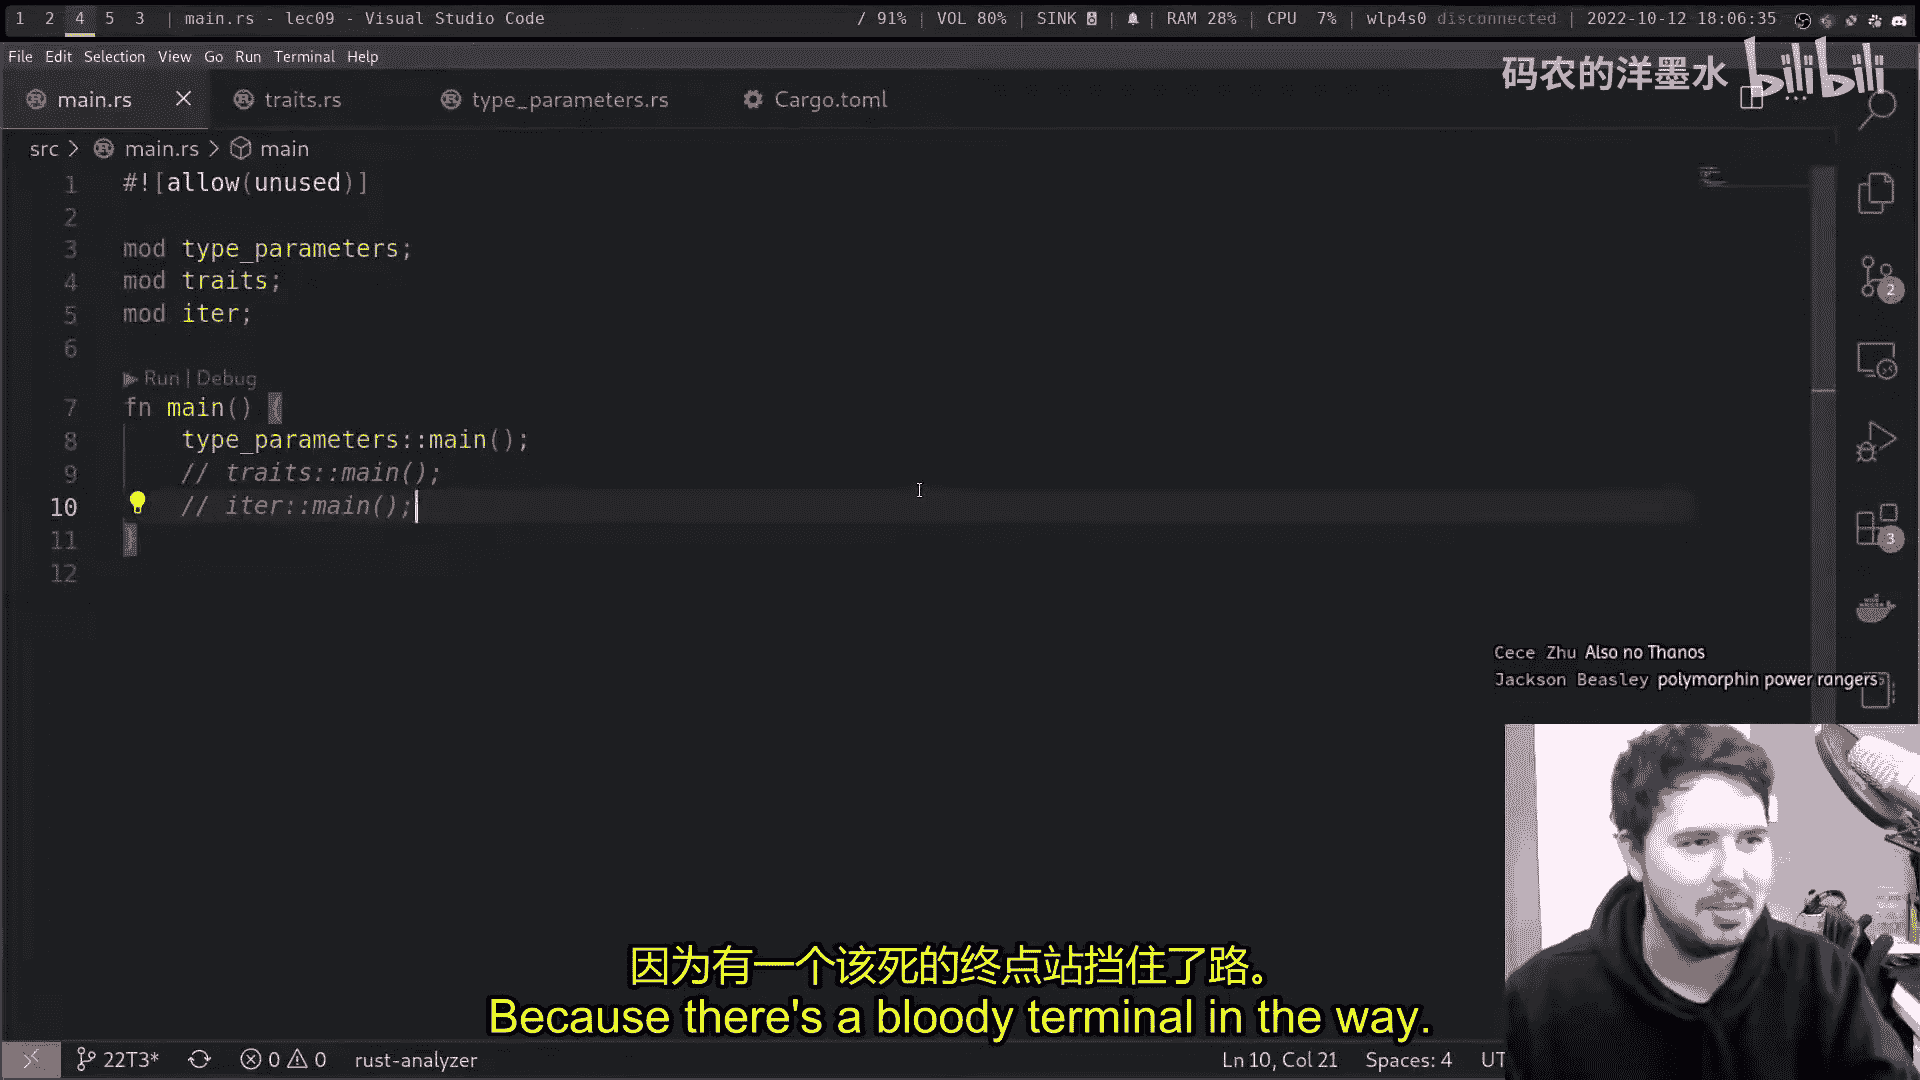 1 2 4 5 3 | main.rs - lec09 - Visual Studio Code
/ 91% | VOL 80% | SINK | RAM 28% | CPU 7% | wlp4s0 disconnected | 2022-10-12 18:06:35
File Edit Selection View Go Run Terminal Help
码农的洋墨水 bilibili
main.rs traits.rs type_parameters.rs Cargo.toml
src > main.rs > main
1 #![allow(unused)]
2
3 mod type_parameters;
4 mod traits;
5 mod iter;
6
Run | Debug
7 fn main() {
8 type_parameters::main();
9 // traits::main();
10 // iter::main();
11 }
12
2
3
Cece Zhu Also no Thanos
Jackson Beasley polymorphin power rangers
因为有一个该死的终点站挡住了路。
Because there's a bloody terminal in the way.
22T3* 0 0 rust-analyzer Ln 10, Col 21 Spaces: 4 UT